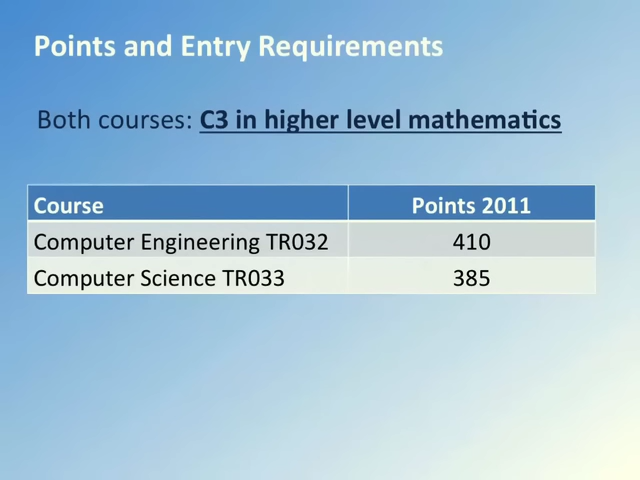 Points and Entry Requirements
Both courses: C3 in higher level mathematics
Course Points 2011
Computer Engineering TR032 410
Computer Science TR033 385